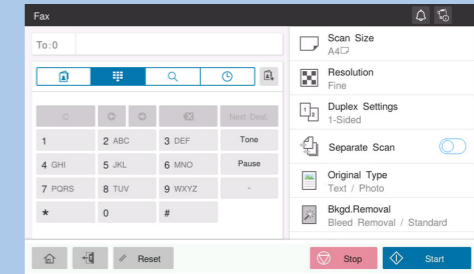 Fax
To:0
Scan Size
A4
Resolution
Fine
Duplex Settings
1-Sided
Separate Scan
Original Type
Text / Photo
Bkgd.Removal
Bleed Removal / Standard
C
Next Dest.
1
2 ABC
3 DEF
Tone
4 GHI
5 JKL
6 MNO
Pause
7 PQRS
8 TUV
9 WXYZ
-
*
0
#
Reset
Stop
Start